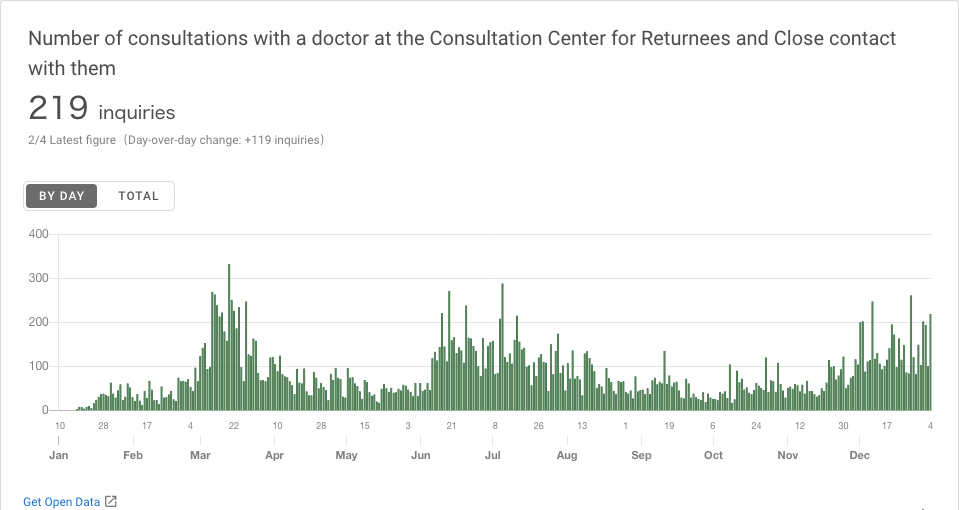 Number of consultations with a doctor at the Consultation Center for Returnees and Close contact
with them
219 inquiries
2/4 Latest figure (Day-over-day change: +119 inquiries)
BY DAY TOTAL
400
300
200
100
0
10 28 17 4 22 10 28 15 3 21 8 26 13 1 19 6 24 12 30 17 4
Jan Feb Mar Apr May Jun Jul Aug Sep Oct Nov Dec
Get Open Data